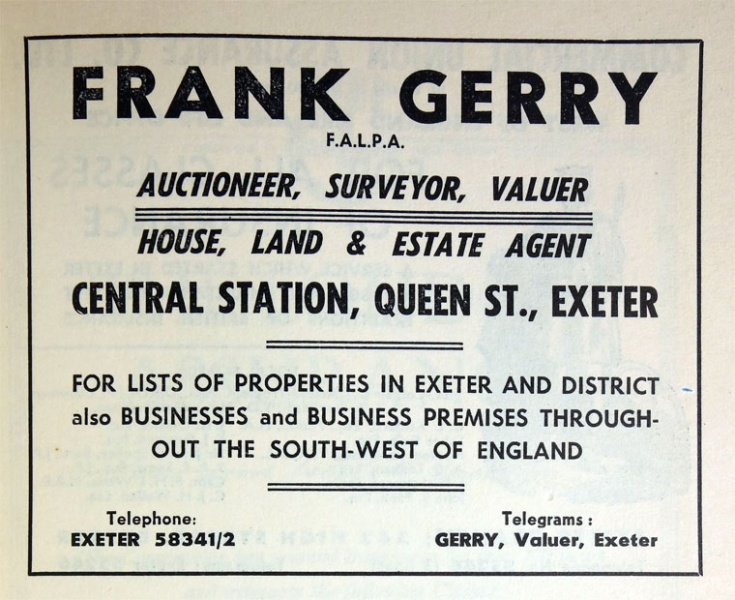 FRANK GERRY
F.A.L.P.A.
AUCTIONEER, SURVEYOR, VALUER
HOUSE, LAND & ESTATE AGENT
CENTRAL STATION, QUEEN ST., EXETER
FOR LISTS OF PROPERTIES IN EXETER AND DISTRICT
also BUSINESSES and BUSINESS PREMISES THROUGH-
OUT THE SOUTH-WEST OF ENGLAND
Telephone:
EXETER 58341/2
Telegrams :
GERRY, Valuer, Exeter